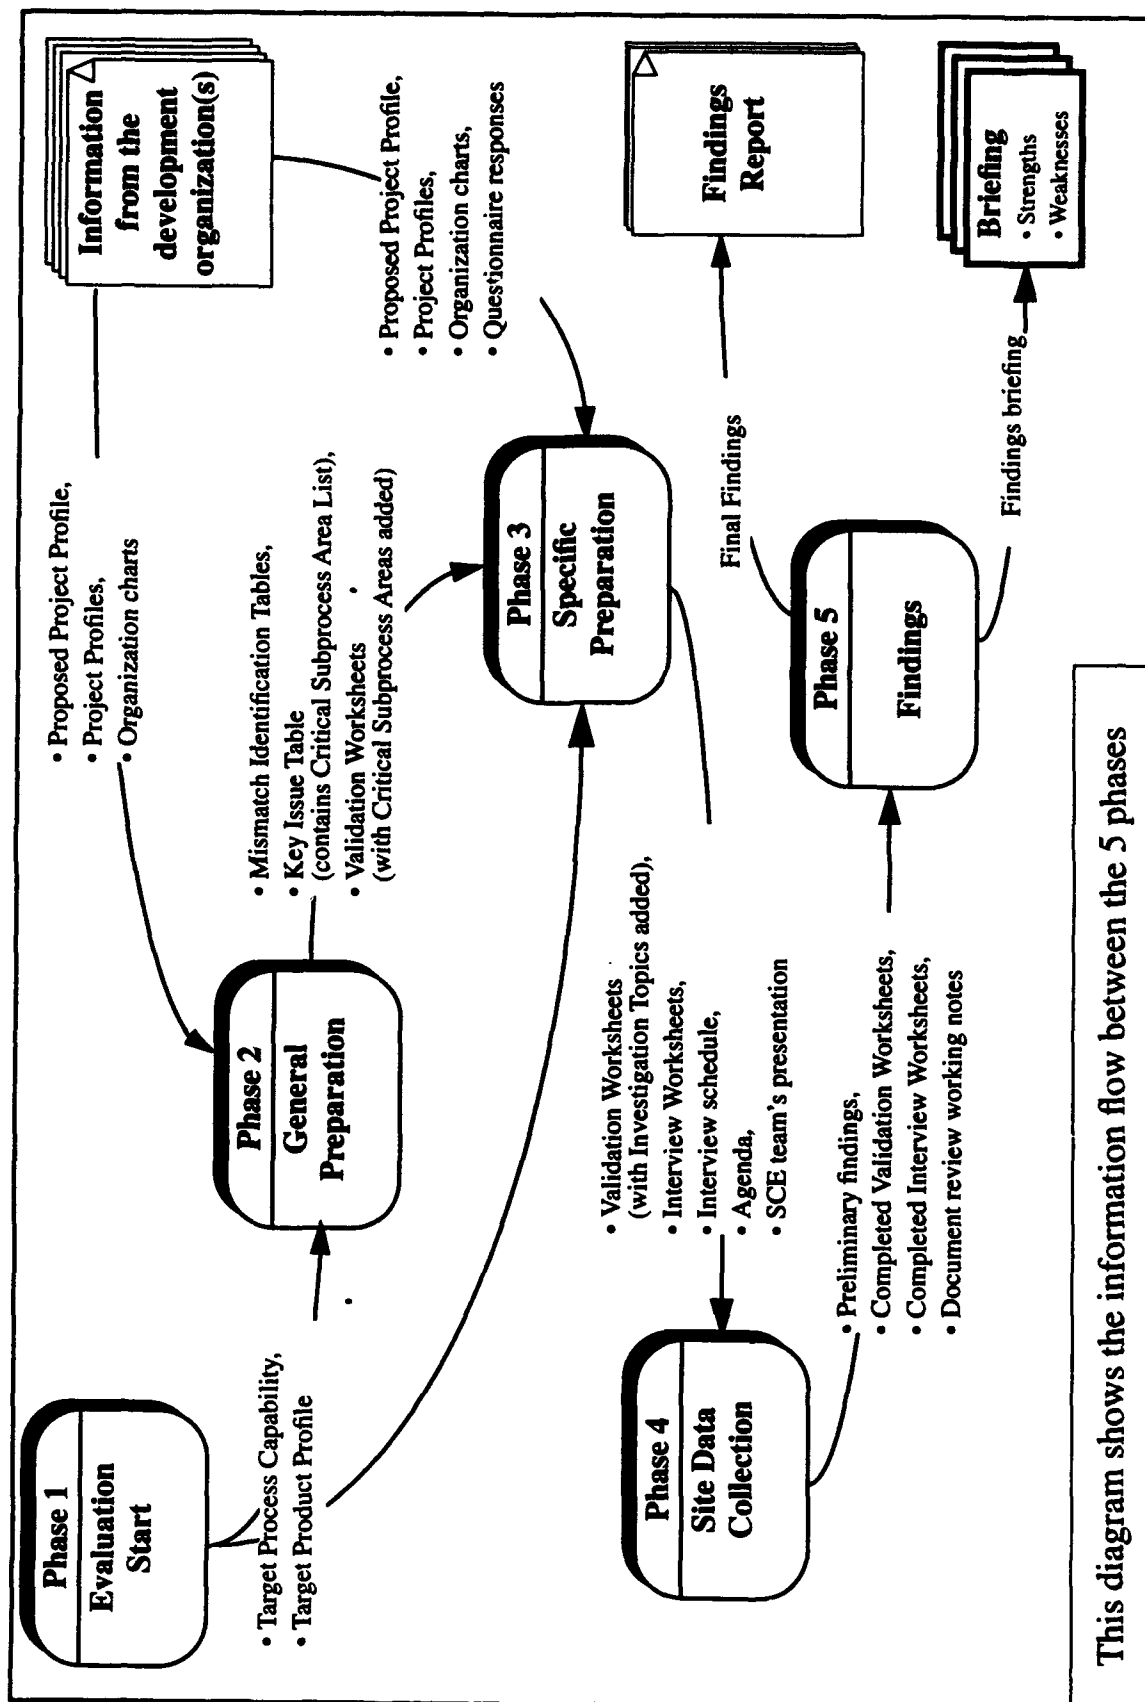 Phase 1
Evaluation
Start
• Target Process Capability,
• Target Product Profile
Phase 2
General
Preparation
• Proposed Project Profile,
• Project Profiles,
• Organization charts
Information
from the
development
organization(s)
• Mismatch Identification Tables,
• Key Issue Table
(contains Critical Subprocess Area List),
• Validation Worksheets
(with Critical Subprocess Areas added)
• Proposed Project Profile,
• Project Profiles,
• Organization charts,
• Questionnaire responses
Phase 3
Specific
Preparation
• Validation Worksheets
(with Investigation Topics added),
• Interview Worksheets,
• Interview schedule,
• Agenda,
• SCE team's presentation
Phase 4
Site Data
Collection
• Preliminary findings,
• Completed Validation Worksheets,
• Completed Interview Worksheets,
• Document review working notes
Phase 5
Findings
Final Findings
Findings
Report
Findings briefing
Briefing
• Strengths
• Weaknesses
This diagram shows the information flow between the 5 phases